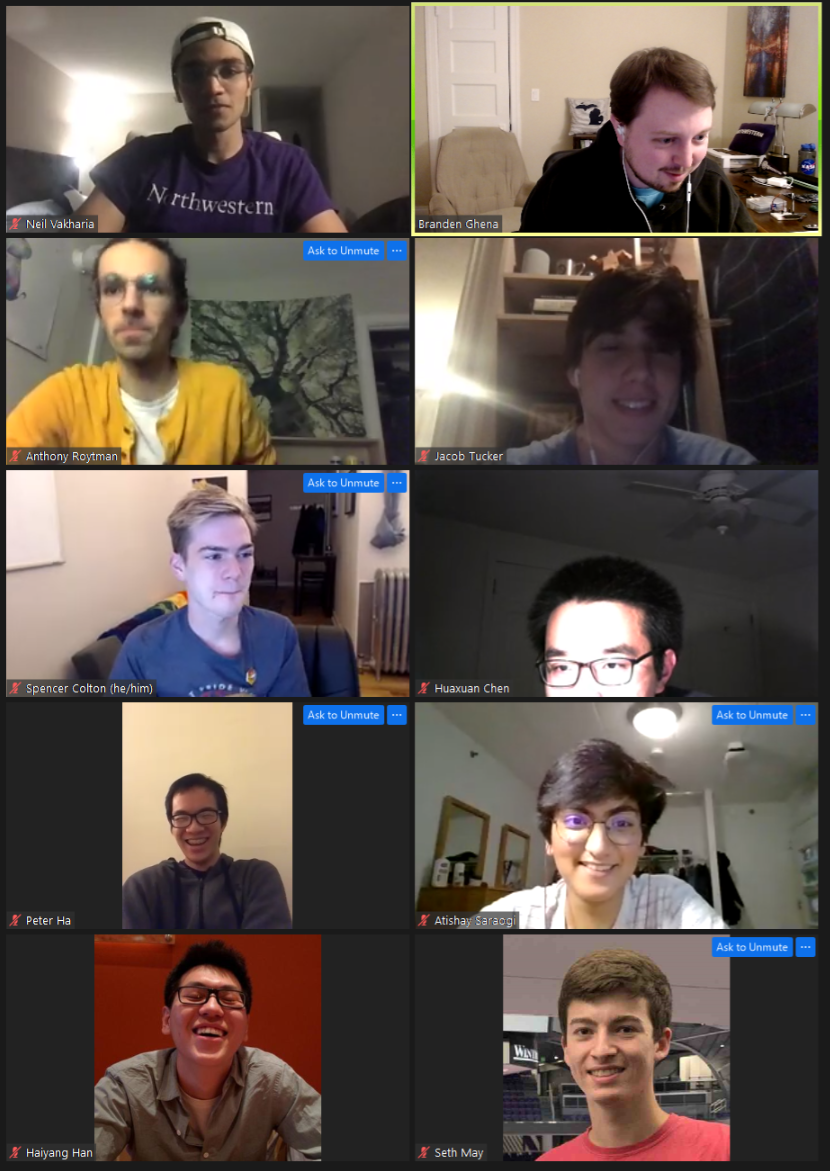 Northwestern
Neil Vakharia
Branden Ghena
Ask to Unmute
Anthony Roytman
Jacob Tucker
Ask to Unmute
Spencer Colton (he/him)
Huaxuan Chen
Ask to Unmute
Ask to Unmute
Peter Ha
Atishay Saraogi
Ask to Unmute
Haiyang Han
Seth May